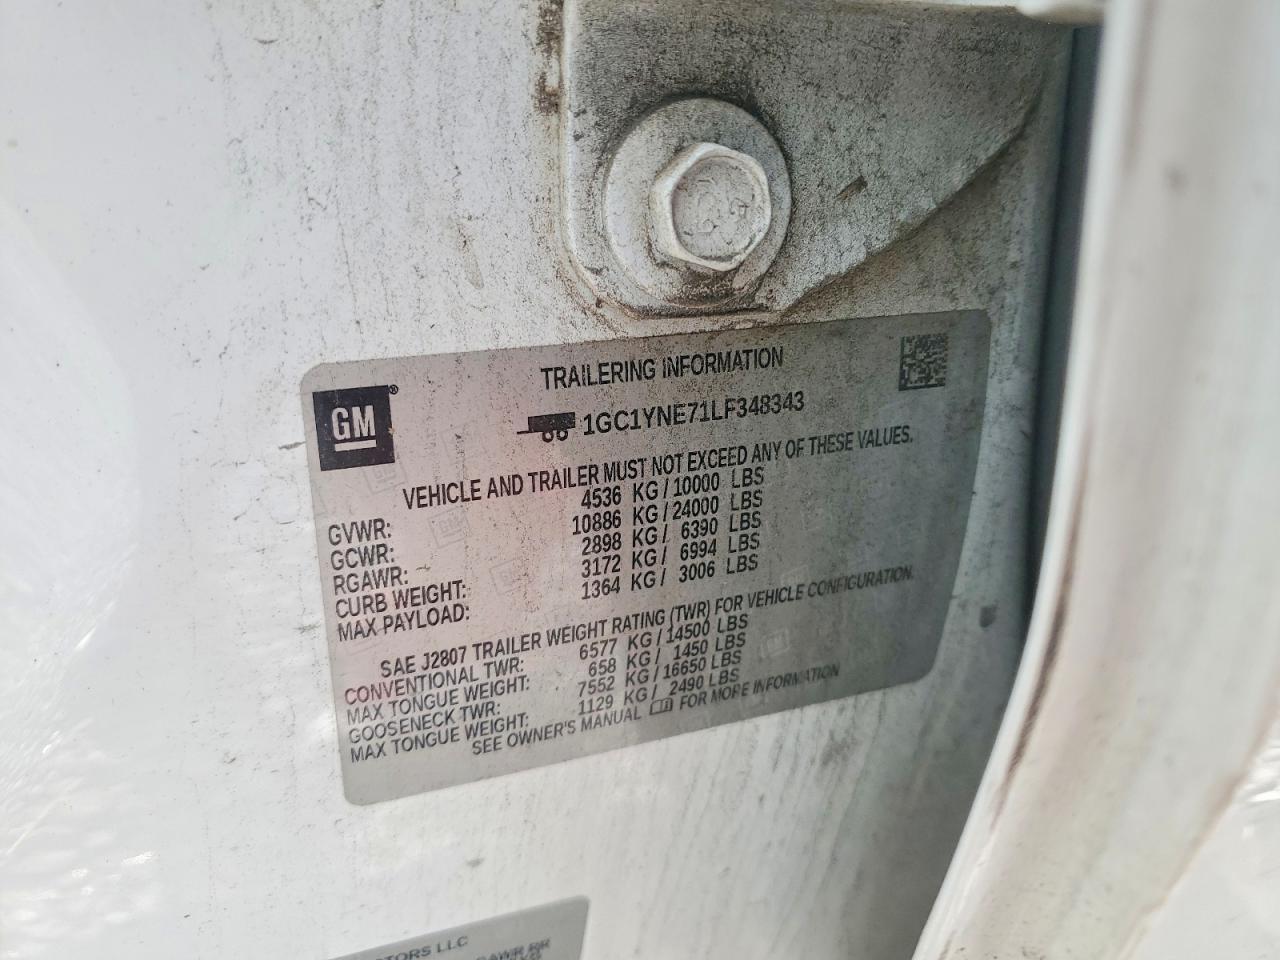 TRAILERING INFORMATION
GM®
1GC1YNE71LF348343
VEHICLE AND TRAILER MUST NOT EXCEED ANY OF THESE VALUES.
GVWR: 4536 KG / 10000 LBS
GCWR: 10886 KG / 24000 LBS
RGAWR: 2898 KG / 6390 LBS
CURB WEIGHT: 3172 KG / 6994 LBS
MAX PAYLOAD: 1364 KG / 3006 LBS
SAE J2807 TRAILER WEIGHT RATING (TWR) FOR VEHICLE CONFIGURATION.
CONVENTIONAL TWR: 6577 KG / 14500 LBS
MAX TONGUE WEIGHT: 658 KG / 1450 LBS
GOOSENECK TWR: 7552 KG / 16650 LBS
MAX TONGUE WEIGHT: 1129 KG / 2490 LBS
SEE OWNER'S MANUAL FOR MORE INFORMATION
TORS LLC
GAWR RR